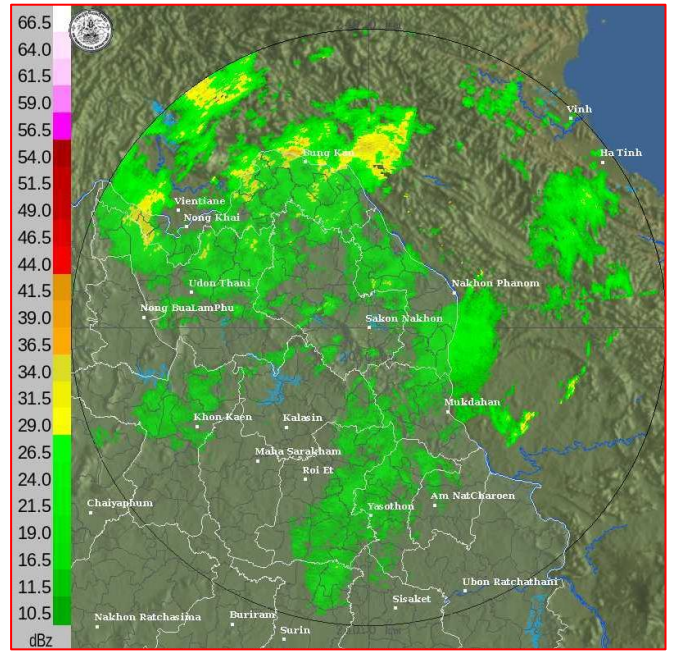 66.5
64.0
61.5
59.0
56.5
54.0
51.5
49.0
46.5
44.0
41.5
39.0
36.5
34.0
31.5
29.0
26.5
24.0
21.5
19.0
16.5
11.5
10.5
dBz
Vinh
Ha Tinh
Bung Kan
Vientiane
Nong Khai
Udon Thani
Nakhon Phanom
Nong BuaLamPhu
Sakon Nakhon
Mukdahan
Khon Kaen
Kalasin
Maha Sarakham
Roi Et
Chaiyaphum
Yasothon
Am NatCharoen
Ubon Ratchathani
Sisaket
Nakhon Ratchasima
Buriram
Surin